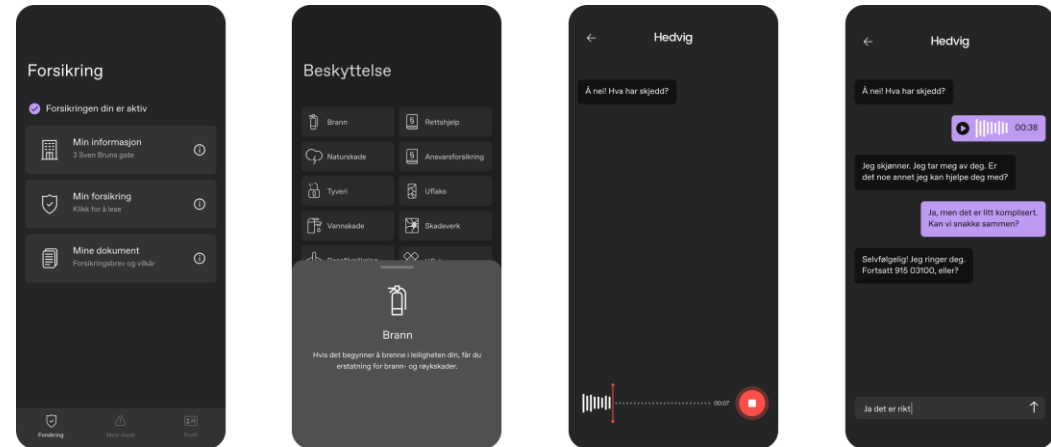 Forsikring
Forsikringen din er aktiv
Min informasjon
3 Sven Bruns gate
Min forsikring
Klikk for å lese
Mine dokument
Forsikringsbrev og vilkår
Forsikring
Meld skade
Profil
Beskyttelse
Brann
Rettshjelp
Naturskade
Ansvarsforsikring
Tyveri
Uflaks
Vannskade
Skadeverk
Brann
Hvis det begynner å brenne i leiligheten din, får du
erstatning for brann- og røykskader.
Hedvig
Å nei! Hva har skjedd?
00:07
Hedvig
Å nei! Hva har skjedd?
00:38
Jeg skjønner. Jeg tar meg av deg. Er
det noe annet jeg kan hjelpe deg med?
Ja, men det er litt komplisert.
Kan vi snakke sammen?
Selvfølgelig! Jeg ringer deg.
Fortsatt 915 03100, eller?
Ja det er rikt